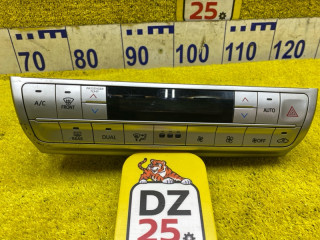 25
70 80 90 100 110 120
A/C FRONT AUTO
REAR DUAL OFF
DZ
25